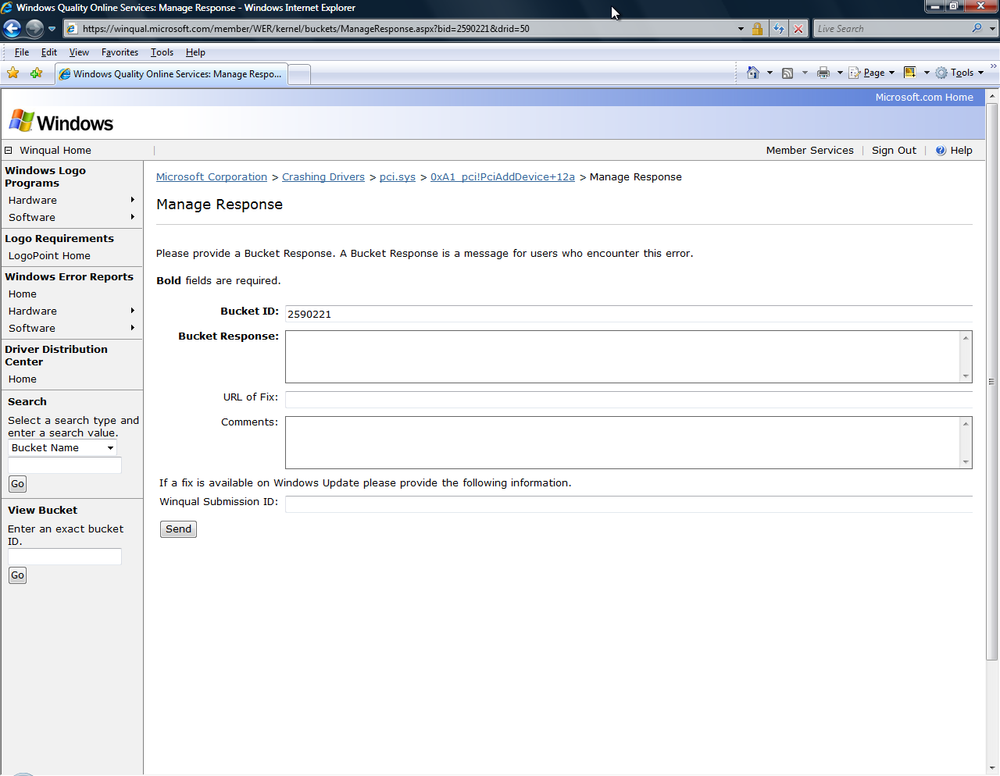 Windows Quality Online Services: Manage Response - Windows Internet Explorer
https://winqual.microsoft.com/member/WER/kernel/buckets/ManageResponse.aspx?bid=2590221&drid=50
Live Search
File Edit View Favorites Tools Help
Windows Quality Online Services: Manage Respo...
Page Tools
Microsoft.com Home
Windows
Winqual Home
Member Services | Sign Out | Help
Windows Logo
Programs
Hardware
Software
Logo Requirements
LogoPoint Home
Windows Error Reports
Home
Hardware
Software
Driver Distribution
Center
Home
Search
Select a search type and
enter a search value.
Bucket Name
Go
View Bucket
Enter an exact bucket
ID.
Go
Microsoft Corporation > Crashing Drivers > pci.sys > 0xA1_pci!PciAddDevice+12a > Manage Response
Manage Response
Please provide a Bucket Response. A Bucket Response is a message for users who encounter this error.
Bold fields are required.
Bucket ID: 2590221
Bucket Response:
URL of Fix:
Comments:
If a fix is available on Windows Update please provide the following information.
Winqual Submission ID:
Send